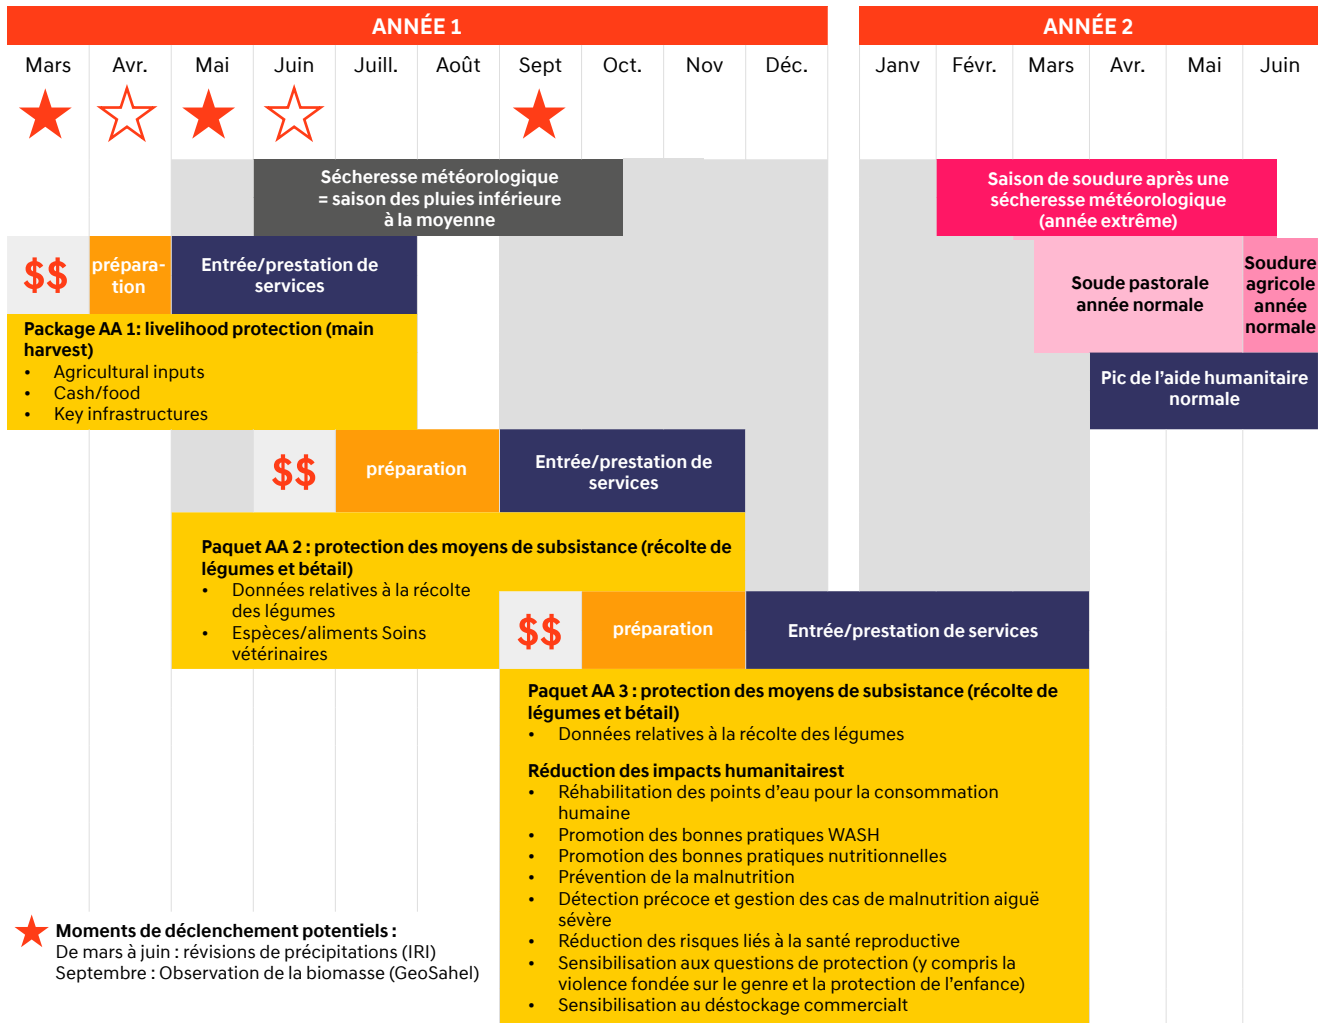 ANNÉE 1
ANNÉE 2
Mars
Avr.
Mai
Juin
Juill.
Août
Sept
Oct.
Nov
Déc.
Janv
Févr.
Mars
Avr.
Mai
Juin
Sécheresse météorologique
= saison des pluies inférieure
à la moyenne
Saison de soudure après une
sécheresse météorologique
(année extrême)
$$
prépara-
tion
Entrée/prestation de
services
Soude pastorale
année normale
Soudure
agricole
année
normale
Package AA 1: livelihood protection (main
harvest)
• Agricultural inputs
• Cash/food
• Key infrastructures
Pic de l’aide humanitaire
normale
$$
préparation
Entrée/prestation de
services
Paquet AA 2 : protection des moyens de subsistance (récolte de
légumes et bétail)
• Données relatives à la récolte
des légumes
• Espèces/aliments Soins
vétérinaires
$$
préparation
Entrée/prestation de services
Paquet AA 3 : protection des moyens de subsistance (récolte de
légumes et bétail)
• Données relatives à la récolte des légumes
Réduction des impacts humanitairest
• Réhabilitation des points d’eau pour la consommation
humaine
• Promotion des bonnes pratiques WASH
• Promotion des bonnes pratiques nutritionnelles
• Prévention de la malnutrition
• Détection précoce et gestion des cas de malnutrition aiguë
sévère
• Réduction des risques liés à la santé reproductive
• Sensibilisation aux questions de protection (y compris la
violence fondée sur le genre et la protection de l’enfance)
• Sensibilisation au déstockage commercialt
Moments de déclenchement potentiels :
De mars à juin : révisions de précipitations (IRI)
Septembre : Observation de la biomasse (GeoSahel)